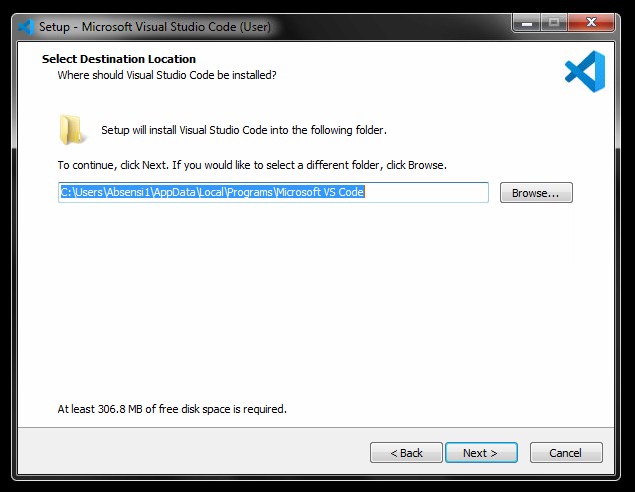 Setup - Microsoft Visual Studio Code (User)
Select Destination Location
Where should Visual Studio Code be installed?
Setup will install Visual Studio Code into the following folder.
To continue, click Next. If you would like to select a different folder, click Browse.
C:\Users\Absensi1\AppData\Local\Programs\Microsoft VS Code
Browse...
At least 306.8 MB of free disk space is required.
< Back
Next >
Cancel